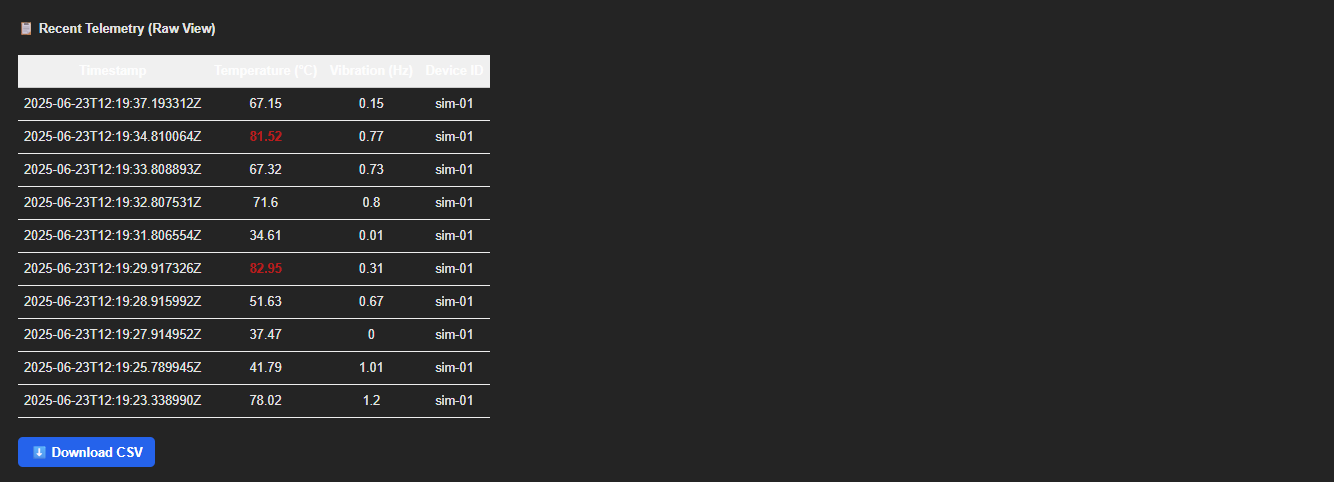 Recent Telemetry (Raw View)
Timestamp Temperature (°C) Vibration (Hz) Device ID
2025-06-23T12:19:37.193312Z 67.15 0.15 sim-01
2025-06-23T12:19:34.810064Z 81.52 0.77 sim-01
2025-06-23T12:19:33.808893Z 67.32 0.73 sim-01
2025-06-23T12:19:32.807531Z 71.6 0.8 sim-01
2025-06-23T12:19:31.806554Z 34.61 0.01 sim-01
2025-06-23T12:19:29.917326Z 82.95 0.31 sim-01
2025-06-23T12:19:28.915992Z 51.63 0.67 sim-01
2025-06-23T12:19:27.914952Z 37.47 0 sim-01
2025-06-23T12:19:25.789945Z 41.79 1.01 sim-01
2025-06-23T12:19:23.338990Z 78.02 1.2 sim-01
Download CSV